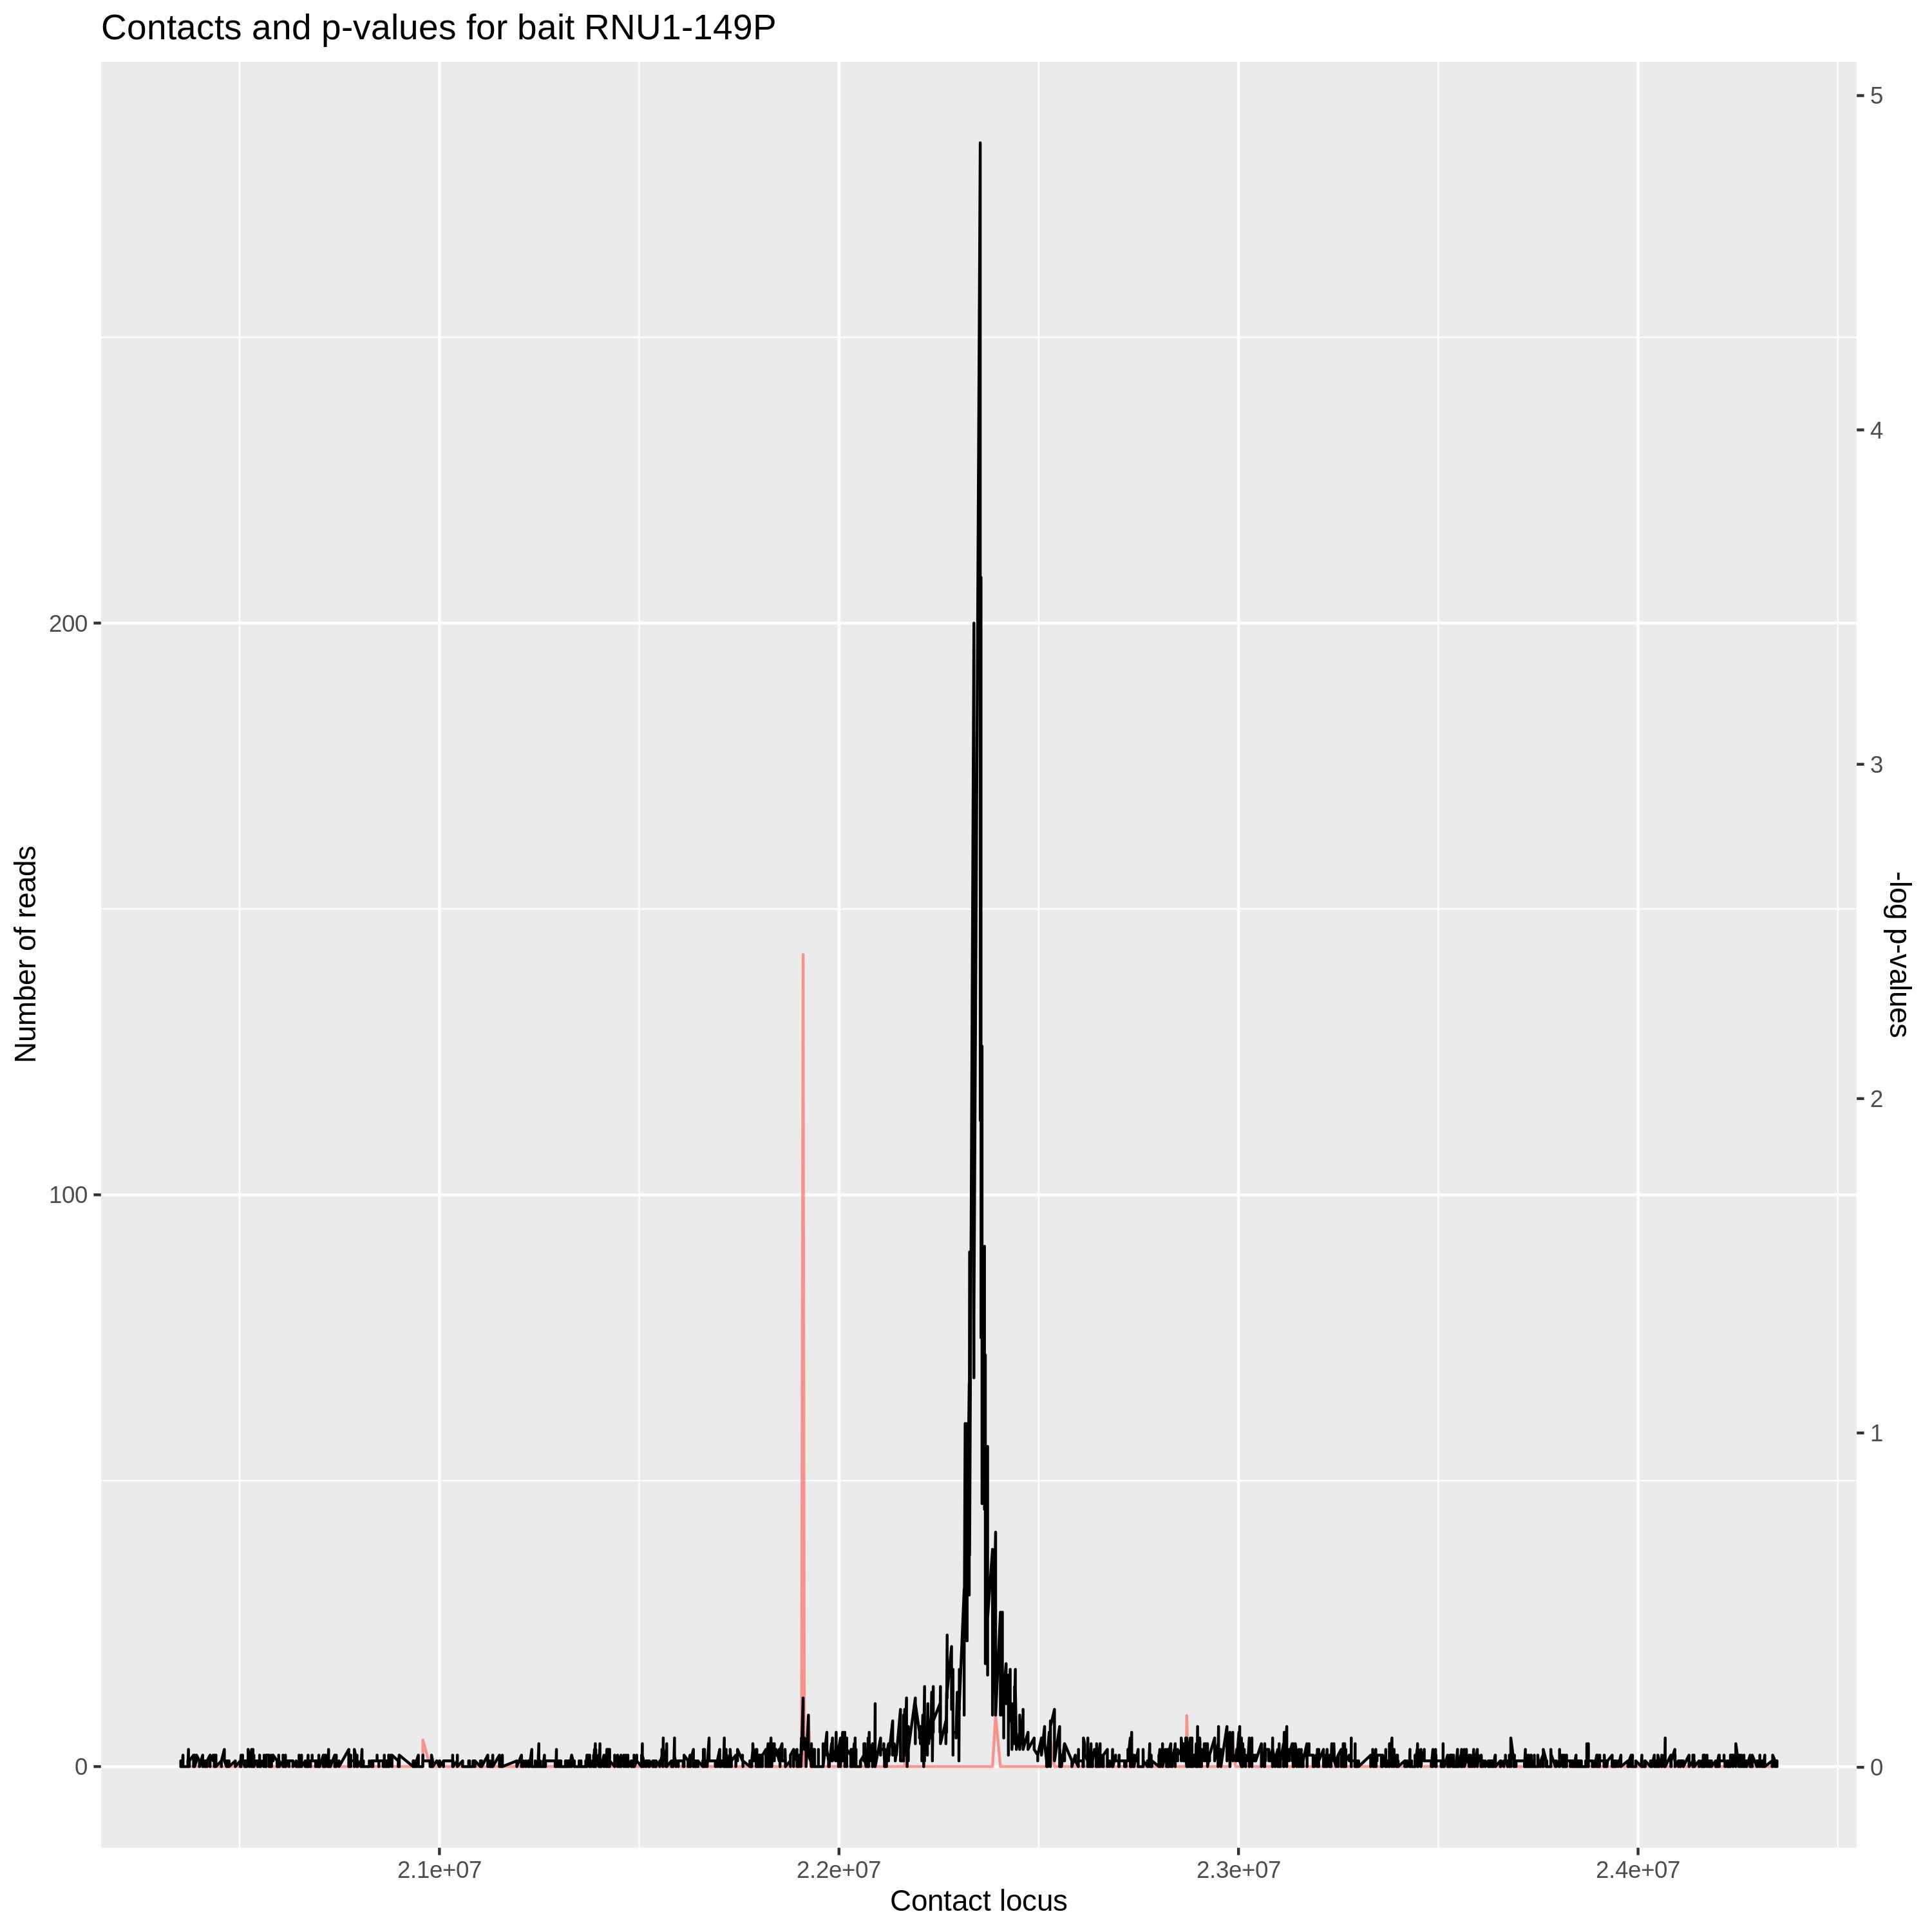 Contacts and p-values for bait RNU1-149P
Number of reads
200
100
0
5
4
3
2
1
0
-log p-values
2.1e+07
2.2e+07
2.3e+07
2.4e+07
Contact locus